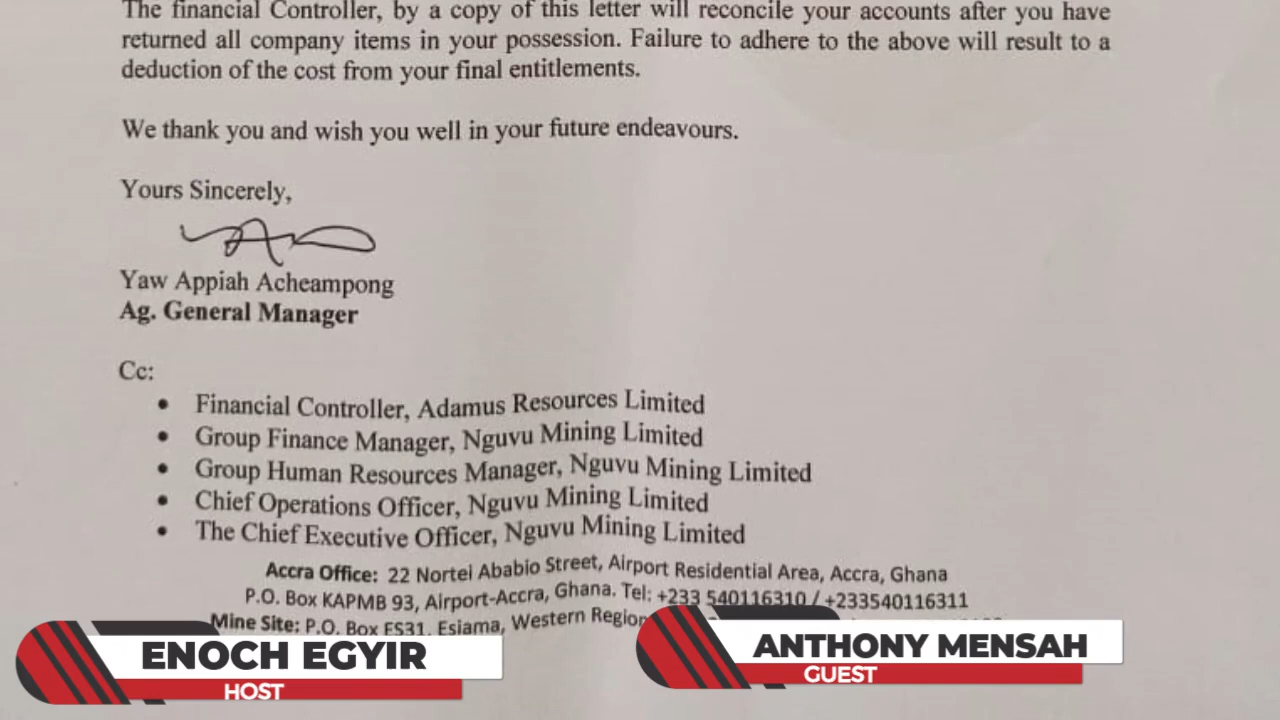 The financial Controller, by a copy of this letter will reconcile your accounts after you have
returned all company items in your possession. Failure to adhere to the above will result to a
deduction of the cost from your final entitlements.
We thank you and wish you well in your future endeavours.
Yours Sincerely,
Yaw Appiah Acheampong
Ag. General Manager
Cc:
• Financial Controller, Adamus Resources Limited
• Group Finance Manager, Nguvu Mining Limited
• Group Human Resources Manager, Nguvu Mining Limited
• Chief Operations Officer, Nguvu Mining Limited
• The Chief Executive Officer, Nguvu Mining Limited
Accra Office: 22 Nortei Ababio Street, Airport Residential Area, Accra, Ghana
P.O. Box KAPMB 93, Airport-Accra, Ghana. Tel: +233 540116310 / +233540116311
Mine Site: P.O. Box ES31, Esiama, Western Region
ENOCH EGYIR
HOST
ANTHONY MENSAH
GUEST